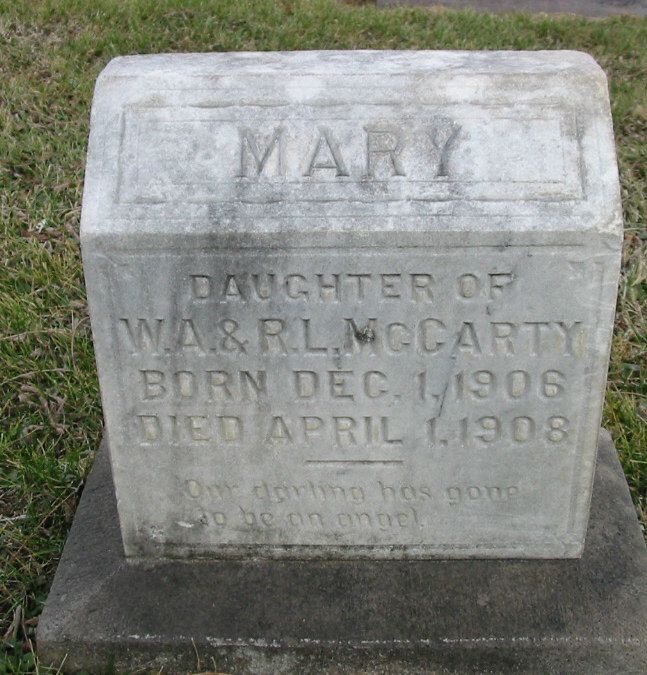 MARY
DAUGHTER OF
W.A. & R.L. McCARTY
BORN DEC. 1, 1906
DIED APRIL 1, 1908
Our darling has gone
to be an angel.